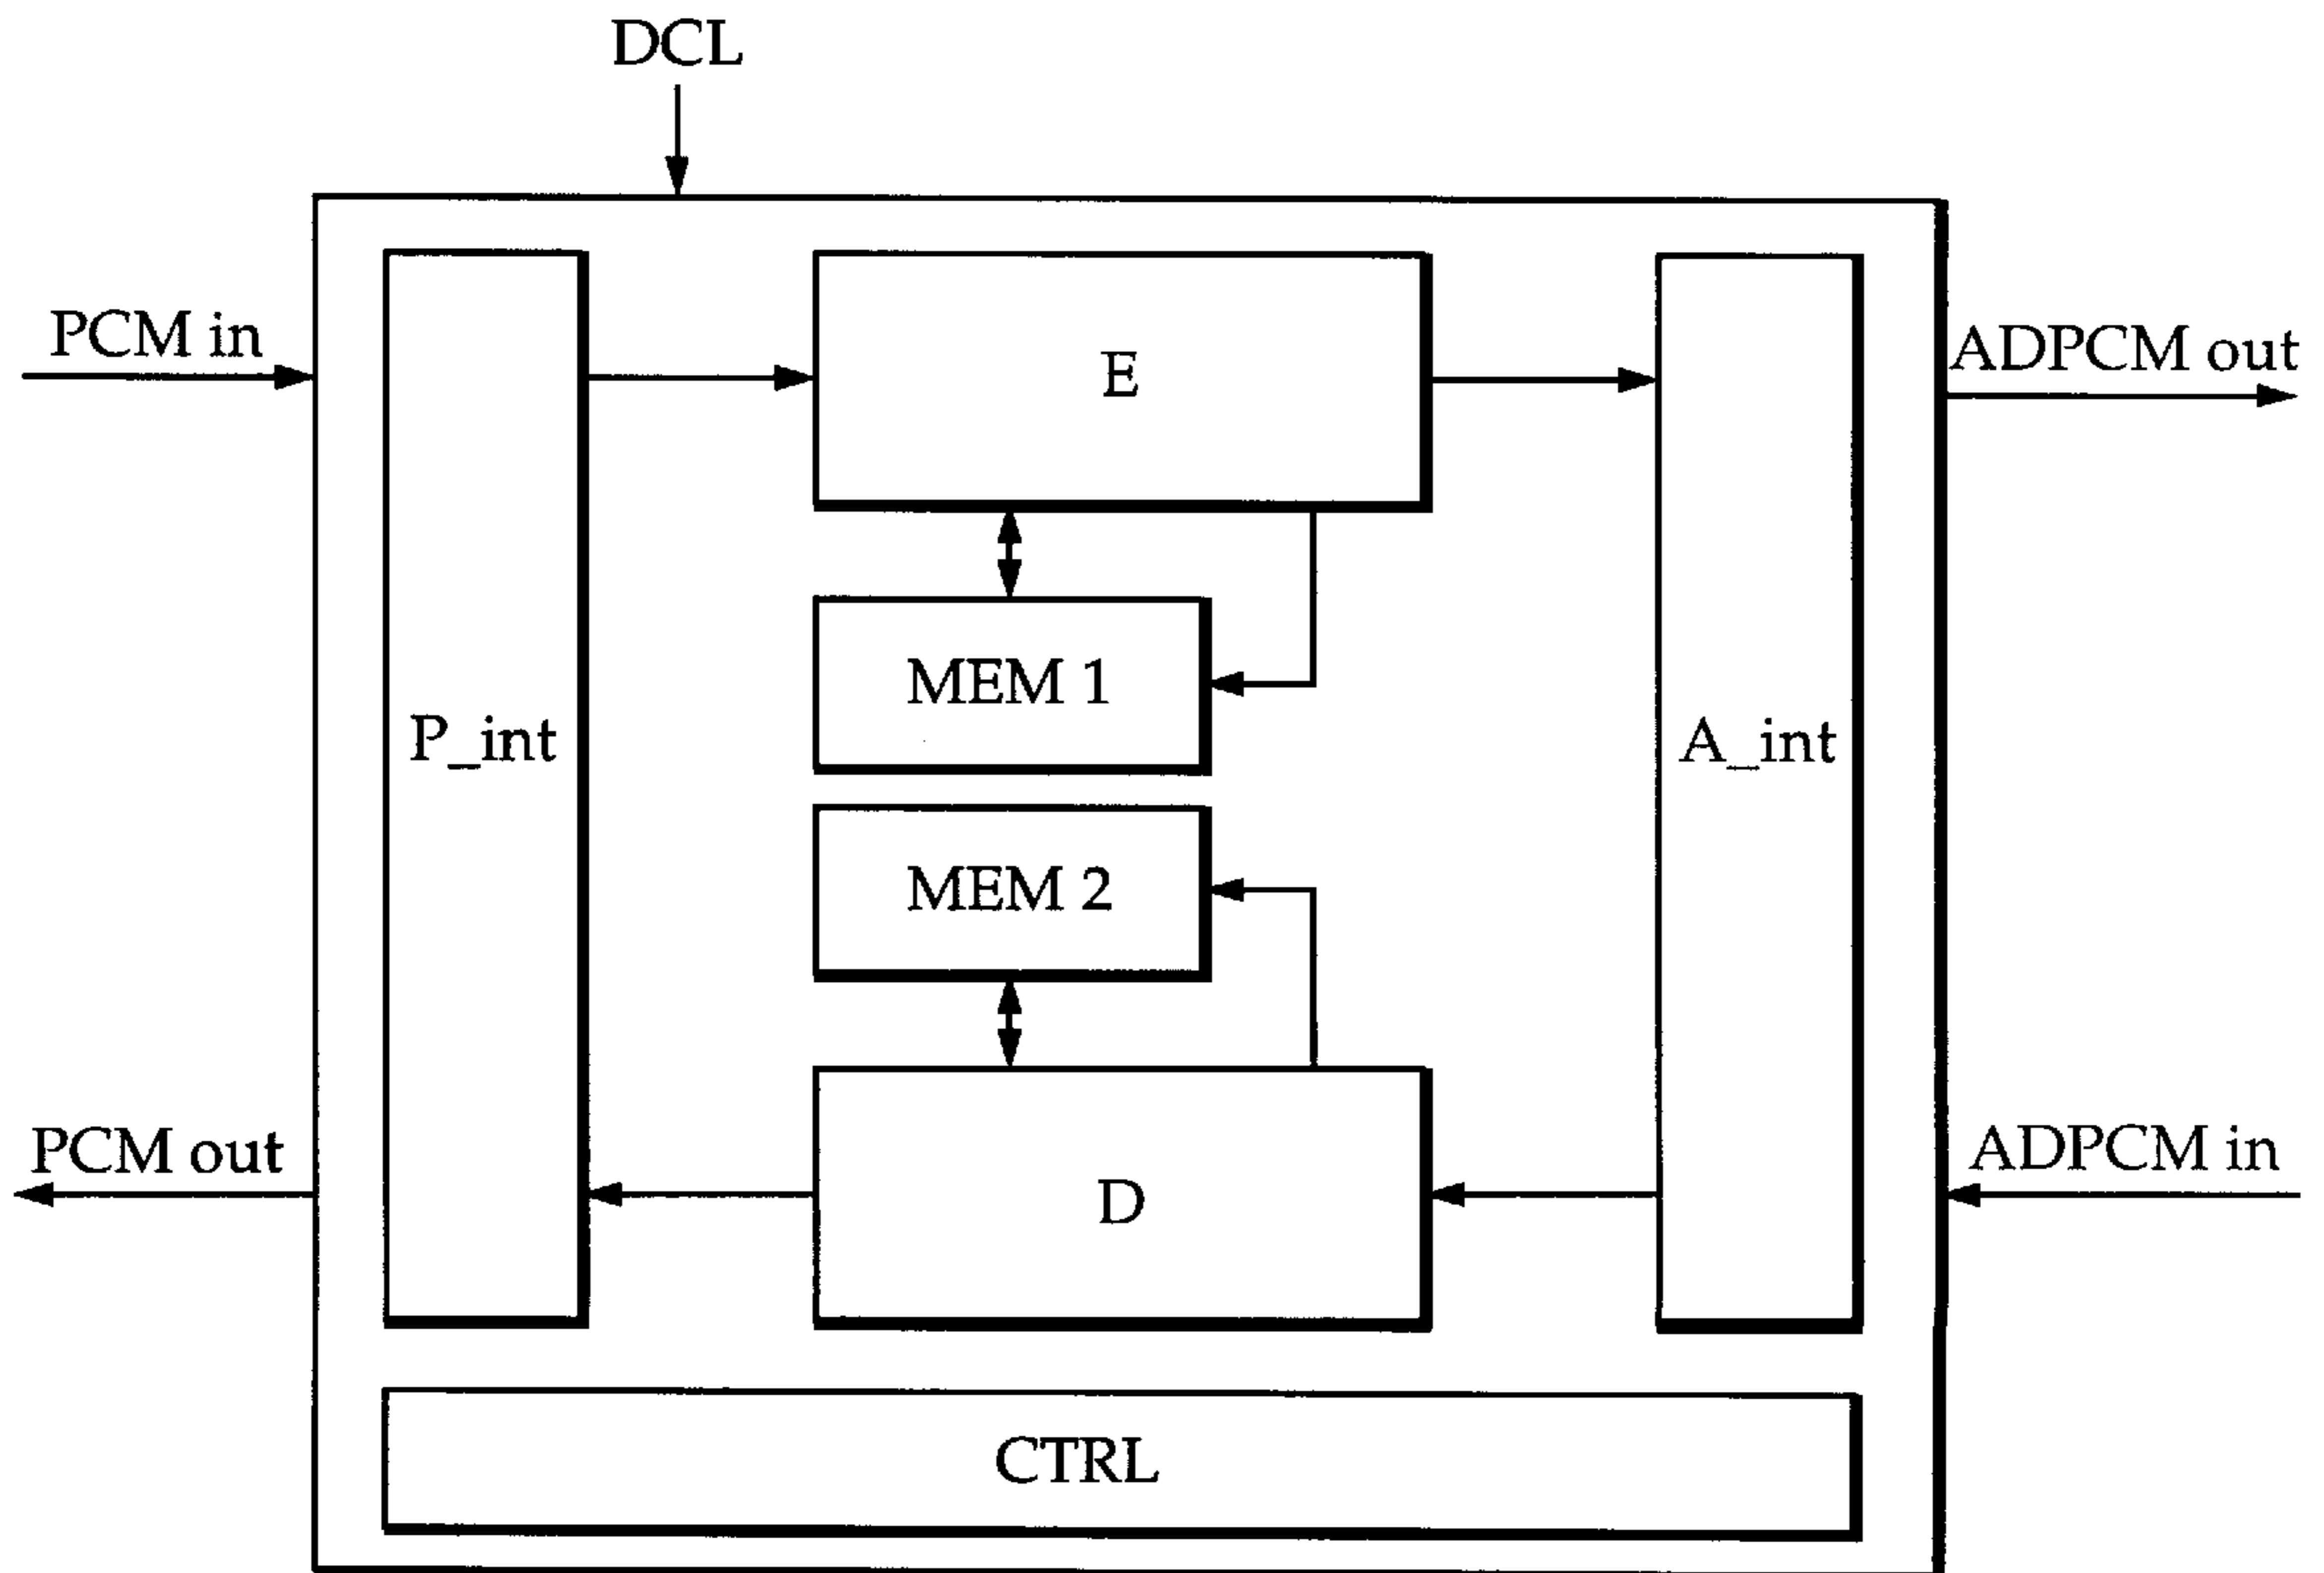 DCL
PCM in
E
ADPCM out
MEM 1
P_int
A_int
MEM 2
PCM out
D
ADPCM in
CTRL